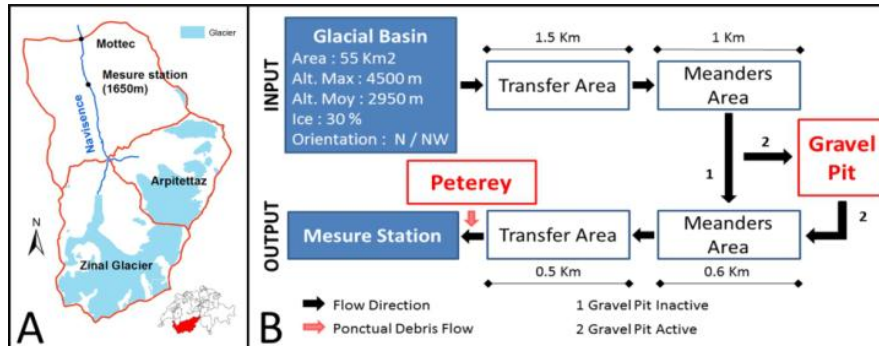 Glacier
Mottec
Mesure station
(1650m)
Navisence
Arpitettaz
N
Zinal Glacier
A
INPUT
Glacial Basin
Area : 55 Km2
Alt. Max : 4500 m
Alt. Moy : 2950 m
Ice : 30 %
Orientation : N / NW
1.5 Km
Transfer Area
1 Km
Meanders
Area
1
2
Gravel
Pit
2
Peterey
OUTPUT
Mesure Station
Transfer Area
0.5 Km
Meanders
Area
0.6 Km
B
Flow Direction
1 Gravel Pit Inactive
Ponctual Debris Flow
2 Gravel Pit Active